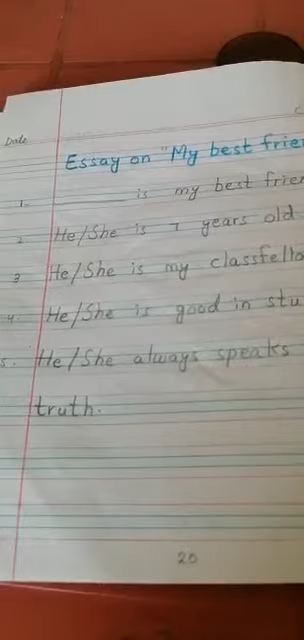 Date
Essay on "My best frie
1. ______ is my best frien
2. He/She is 7 years old
3. He/She is my classfello
4. He/She is good in stu
5. He/She always speaks
truth.
20